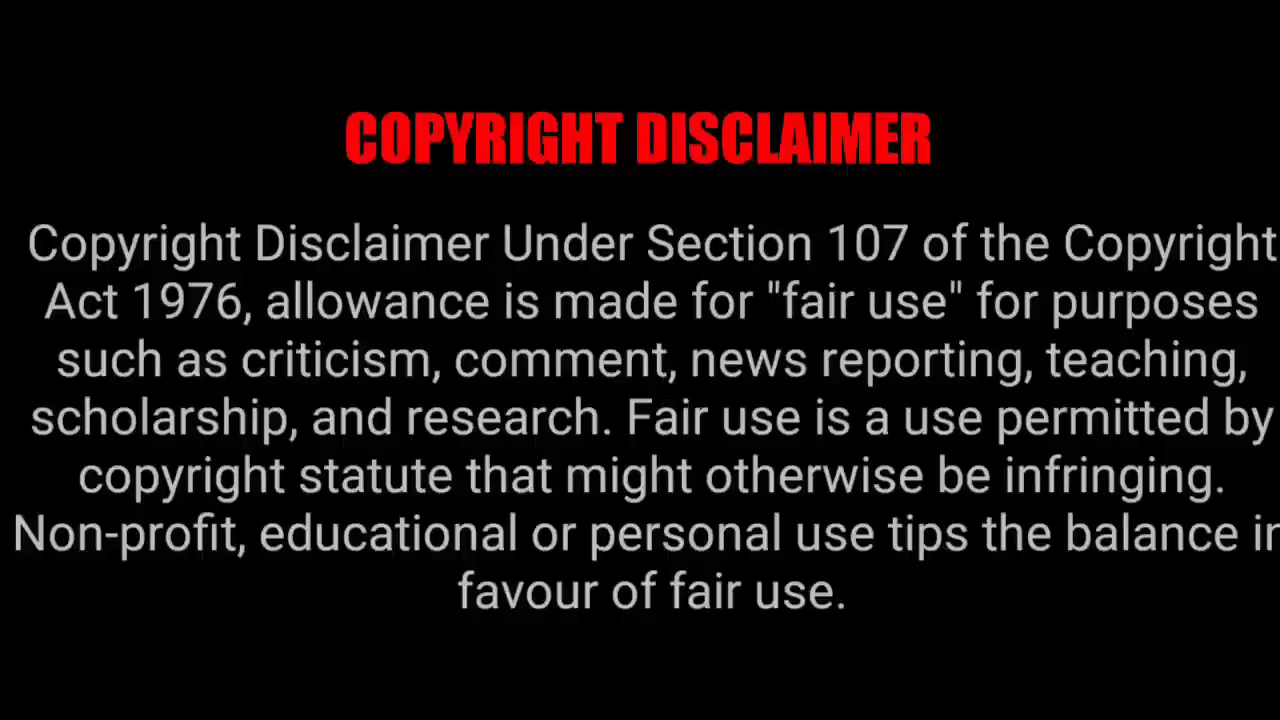 COPYRIGHT DISCLAIMER
Copyright Disclaimer Under Section 107 of the Copyright
Act 1976, allowance is made for "fair use" for purposes
such as criticism, comment, news reporting, teaching,
scholarship, and research. Fair use is a use permitted by
copyright statute that might otherwise be infringing.
Non-profit, educational or personal use tips the balance in
favour of fair use.